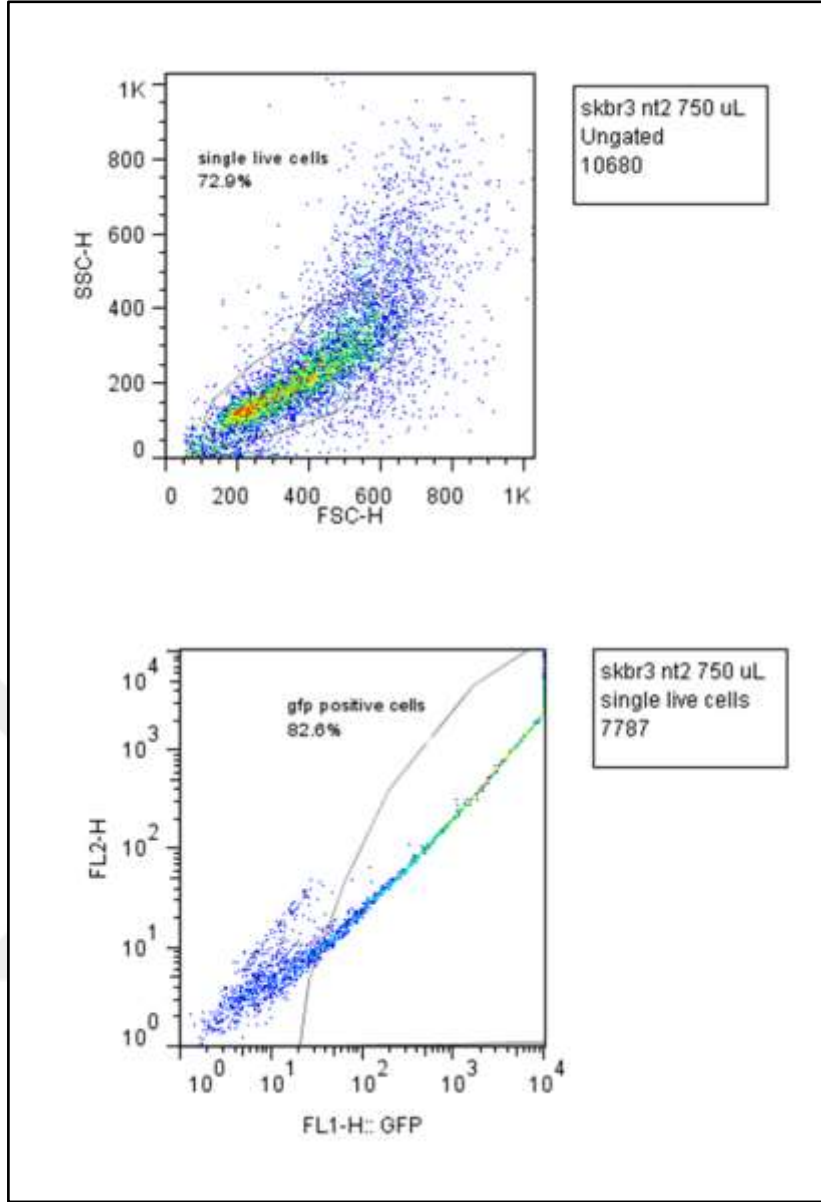 single live cells
72.9%
1K
800
600
400
200
0
SSC-H
0 200 400 600 800 1K
FSC-H
skbr3 nt2 750 uL
Ungated
10680
gfp positive cells
82.6%
10^4
10^3
10^2
10^1
10^0
FL2-H
10^0 10^1 10^2 10^3 10^4
FL1-H:: GFP
skbr3 nt2 750 uL
single live cells
7787